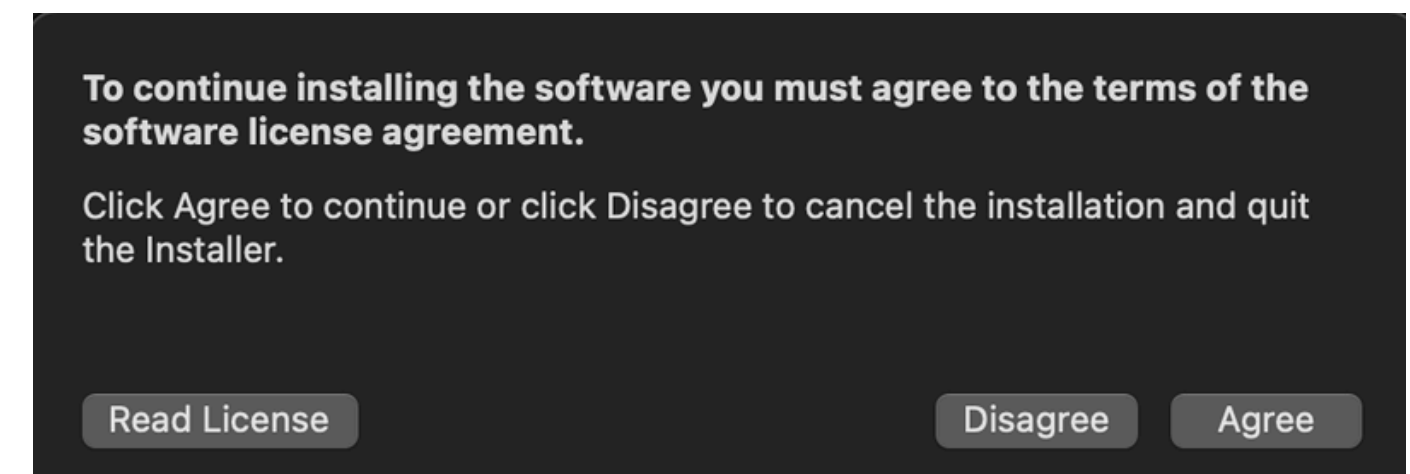 To continue installing the software you must agree to the terms of the
software license agreement.
Click Agree to continue or click Disagree to cancel the installation and quit
the Installer.
Read License
Disagree
Agree